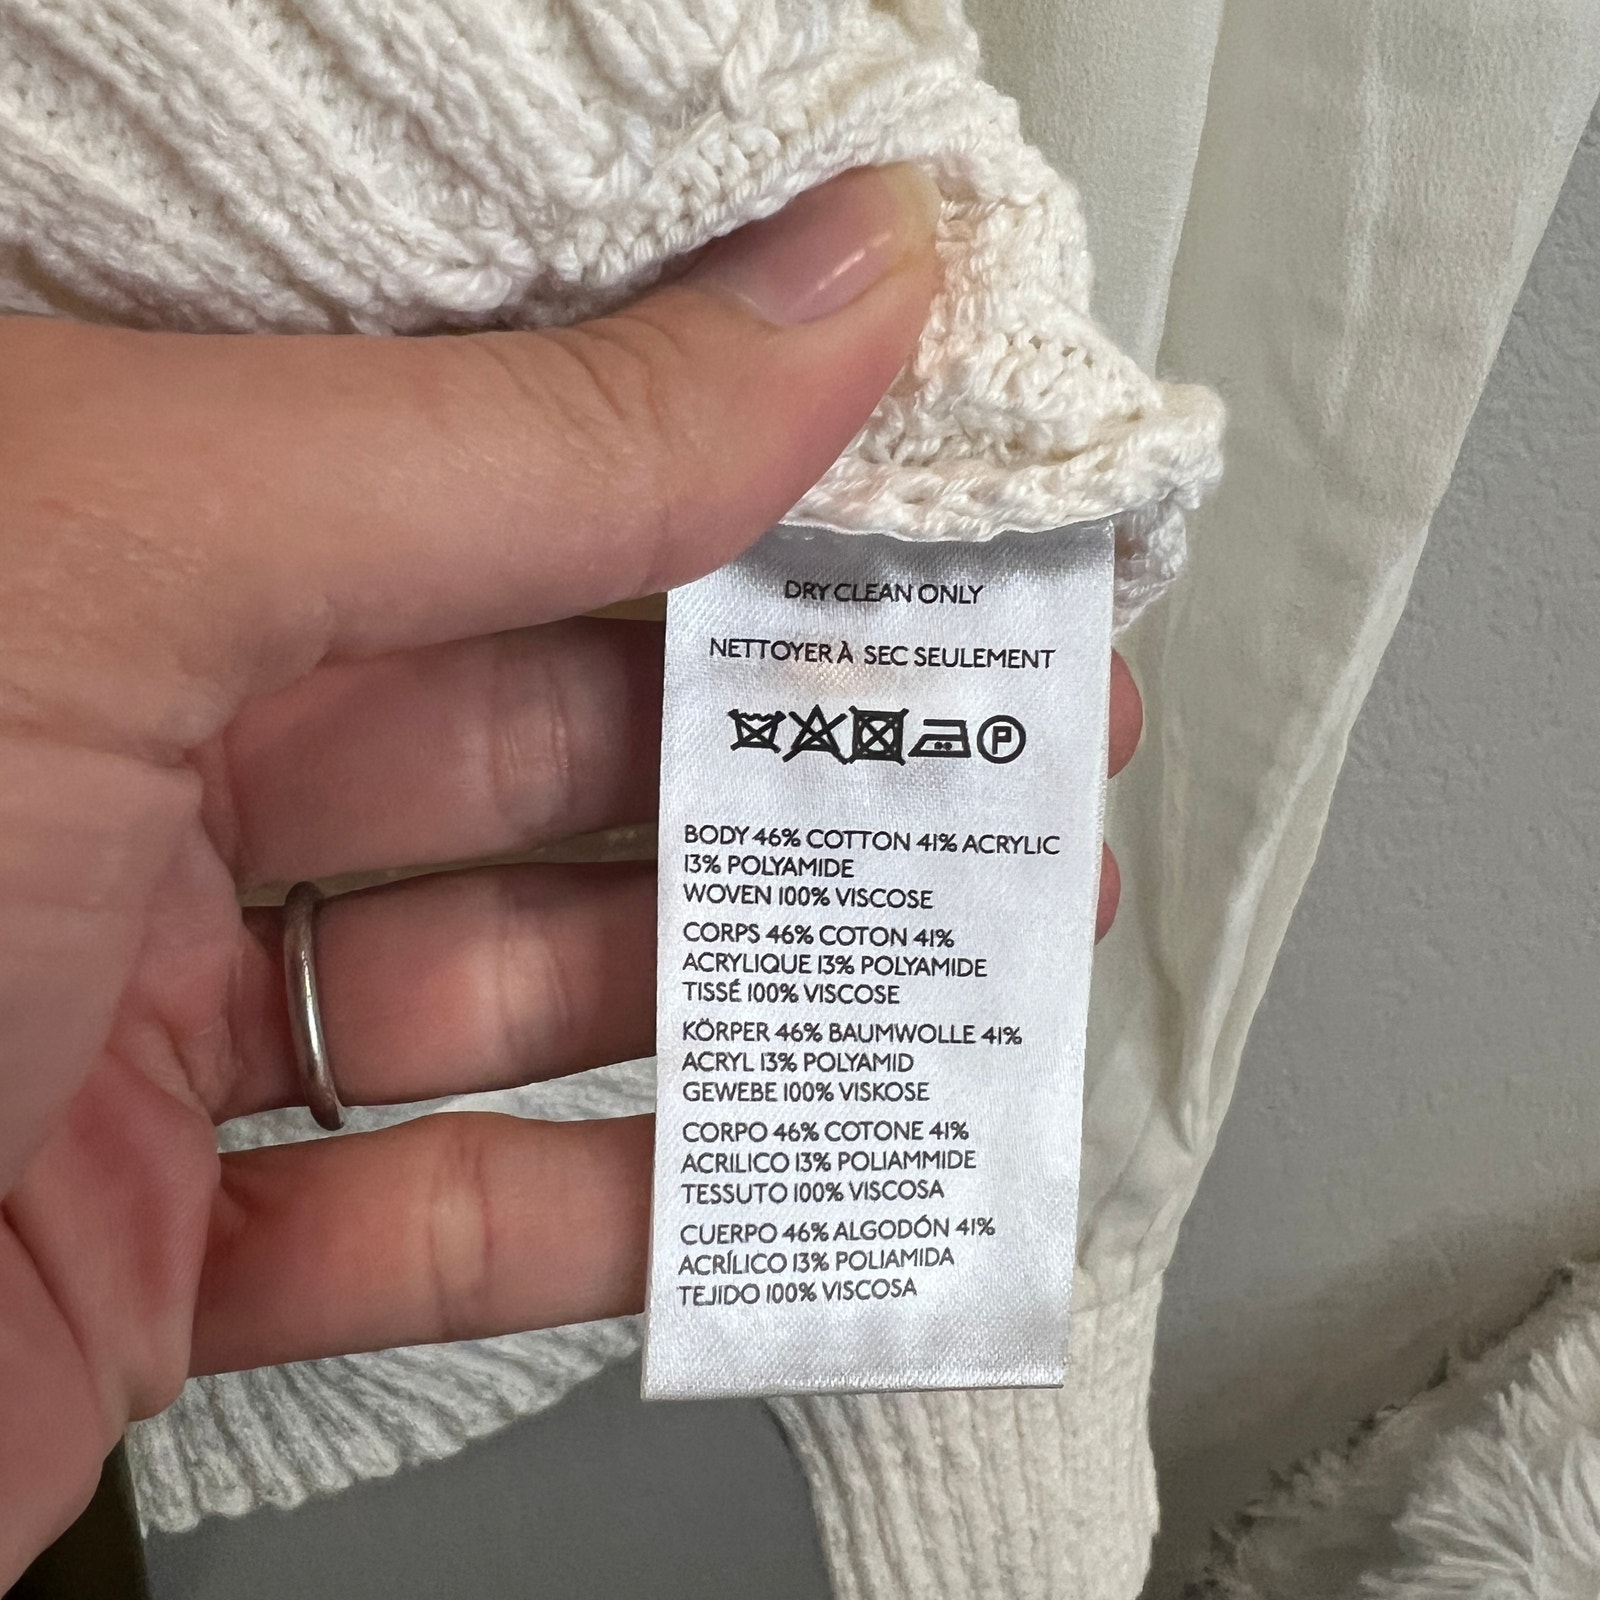 DRY CLEAN ONLY
NETTOYER À SEC SEULEMENT
P
BODY 46% COTTON 41% ACRYLIC
13% POLYAMIDE
WOVEN 100% VISCOSE
CORPS 46% COTON 41%
ACRYLIQUE 13% POLYAMIDE
TISSÉ 100% VISCOSE
KÖRPER 46% BAUMWOLLE 41%
ACRYL 13% POLYAMID
GEWEBE 100% VISKOSE
CORPO 46% COTONE 41%
ACRILICO 13% POLIAMMIDE
TESSUTO 100% VISCOSA
CUERPO 46% ALGODÓN 41%
ACRÍLICO 13% POLIAMIDA
TEJIDO 100% VISCOSA